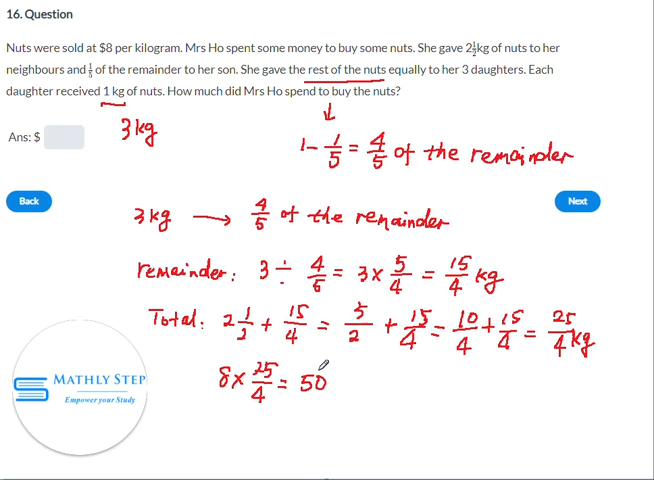 16. Question
Nuts were sold at $8 per kilogram. Mrs Ho spent some money to buy some nuts. She gave 2½kg of nuts to her
neighbours and ⅕ of the remainder to her son. She gave the rest of the nuts equally to her 3 daughters. Each
daughter received 1 kg of nuts. How much did Mrs Ho spend to buy the nuts?
3kg
Ans: $
↓
1 - 1/5 = 4/5 of the remainder
Back
Next
3kg → 4/5 of the remainder
remainder: 3 ÷ 4/5 = 3 × 5/4 = 15/4 kg
Total: 2 1/2 + 15/4 = 5/2 + 15/4 = 10/4 + 15/4 = 25/4 kg
8 × 25/4 = 50
MATHLY STEP
Empower your Study